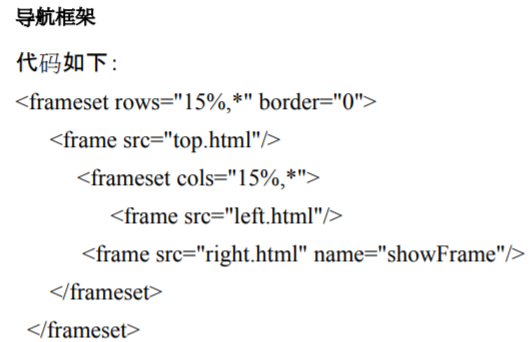 导航框架
代码如下:
<frameset rows="15%,*" border="0">
<frame src="top.html"/>
<frameset cols="15%,*">
<frame src="left.html"/>
<frame src="right.html" name="showFrame"/>
</frameset>
</frameset>